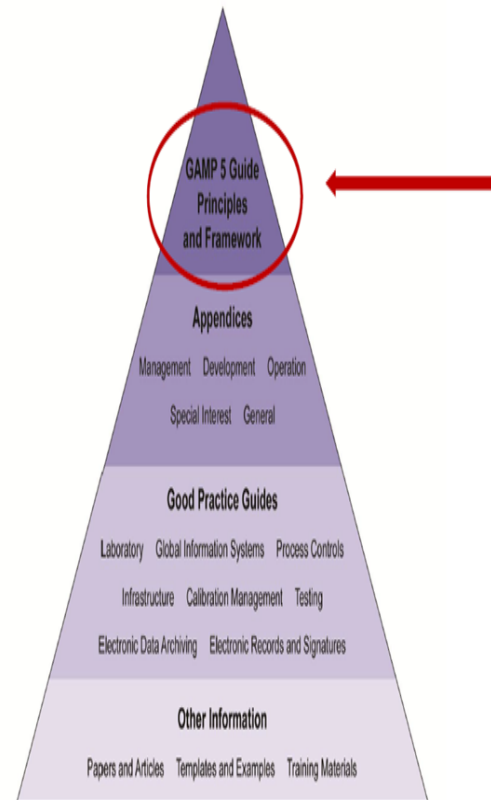 GAMP 5 Guide
Principles
and Framework
Appendices
Management Development Operation
Special Interest General
Good Practice Guides
Laboratory Global Information Systems Process Controls
Infrastructure Calibration Management Testing
Electronic Data Archiving Electronic Records and Signatures
Other Information
Papers and Articles Templates and Examples Training Materials